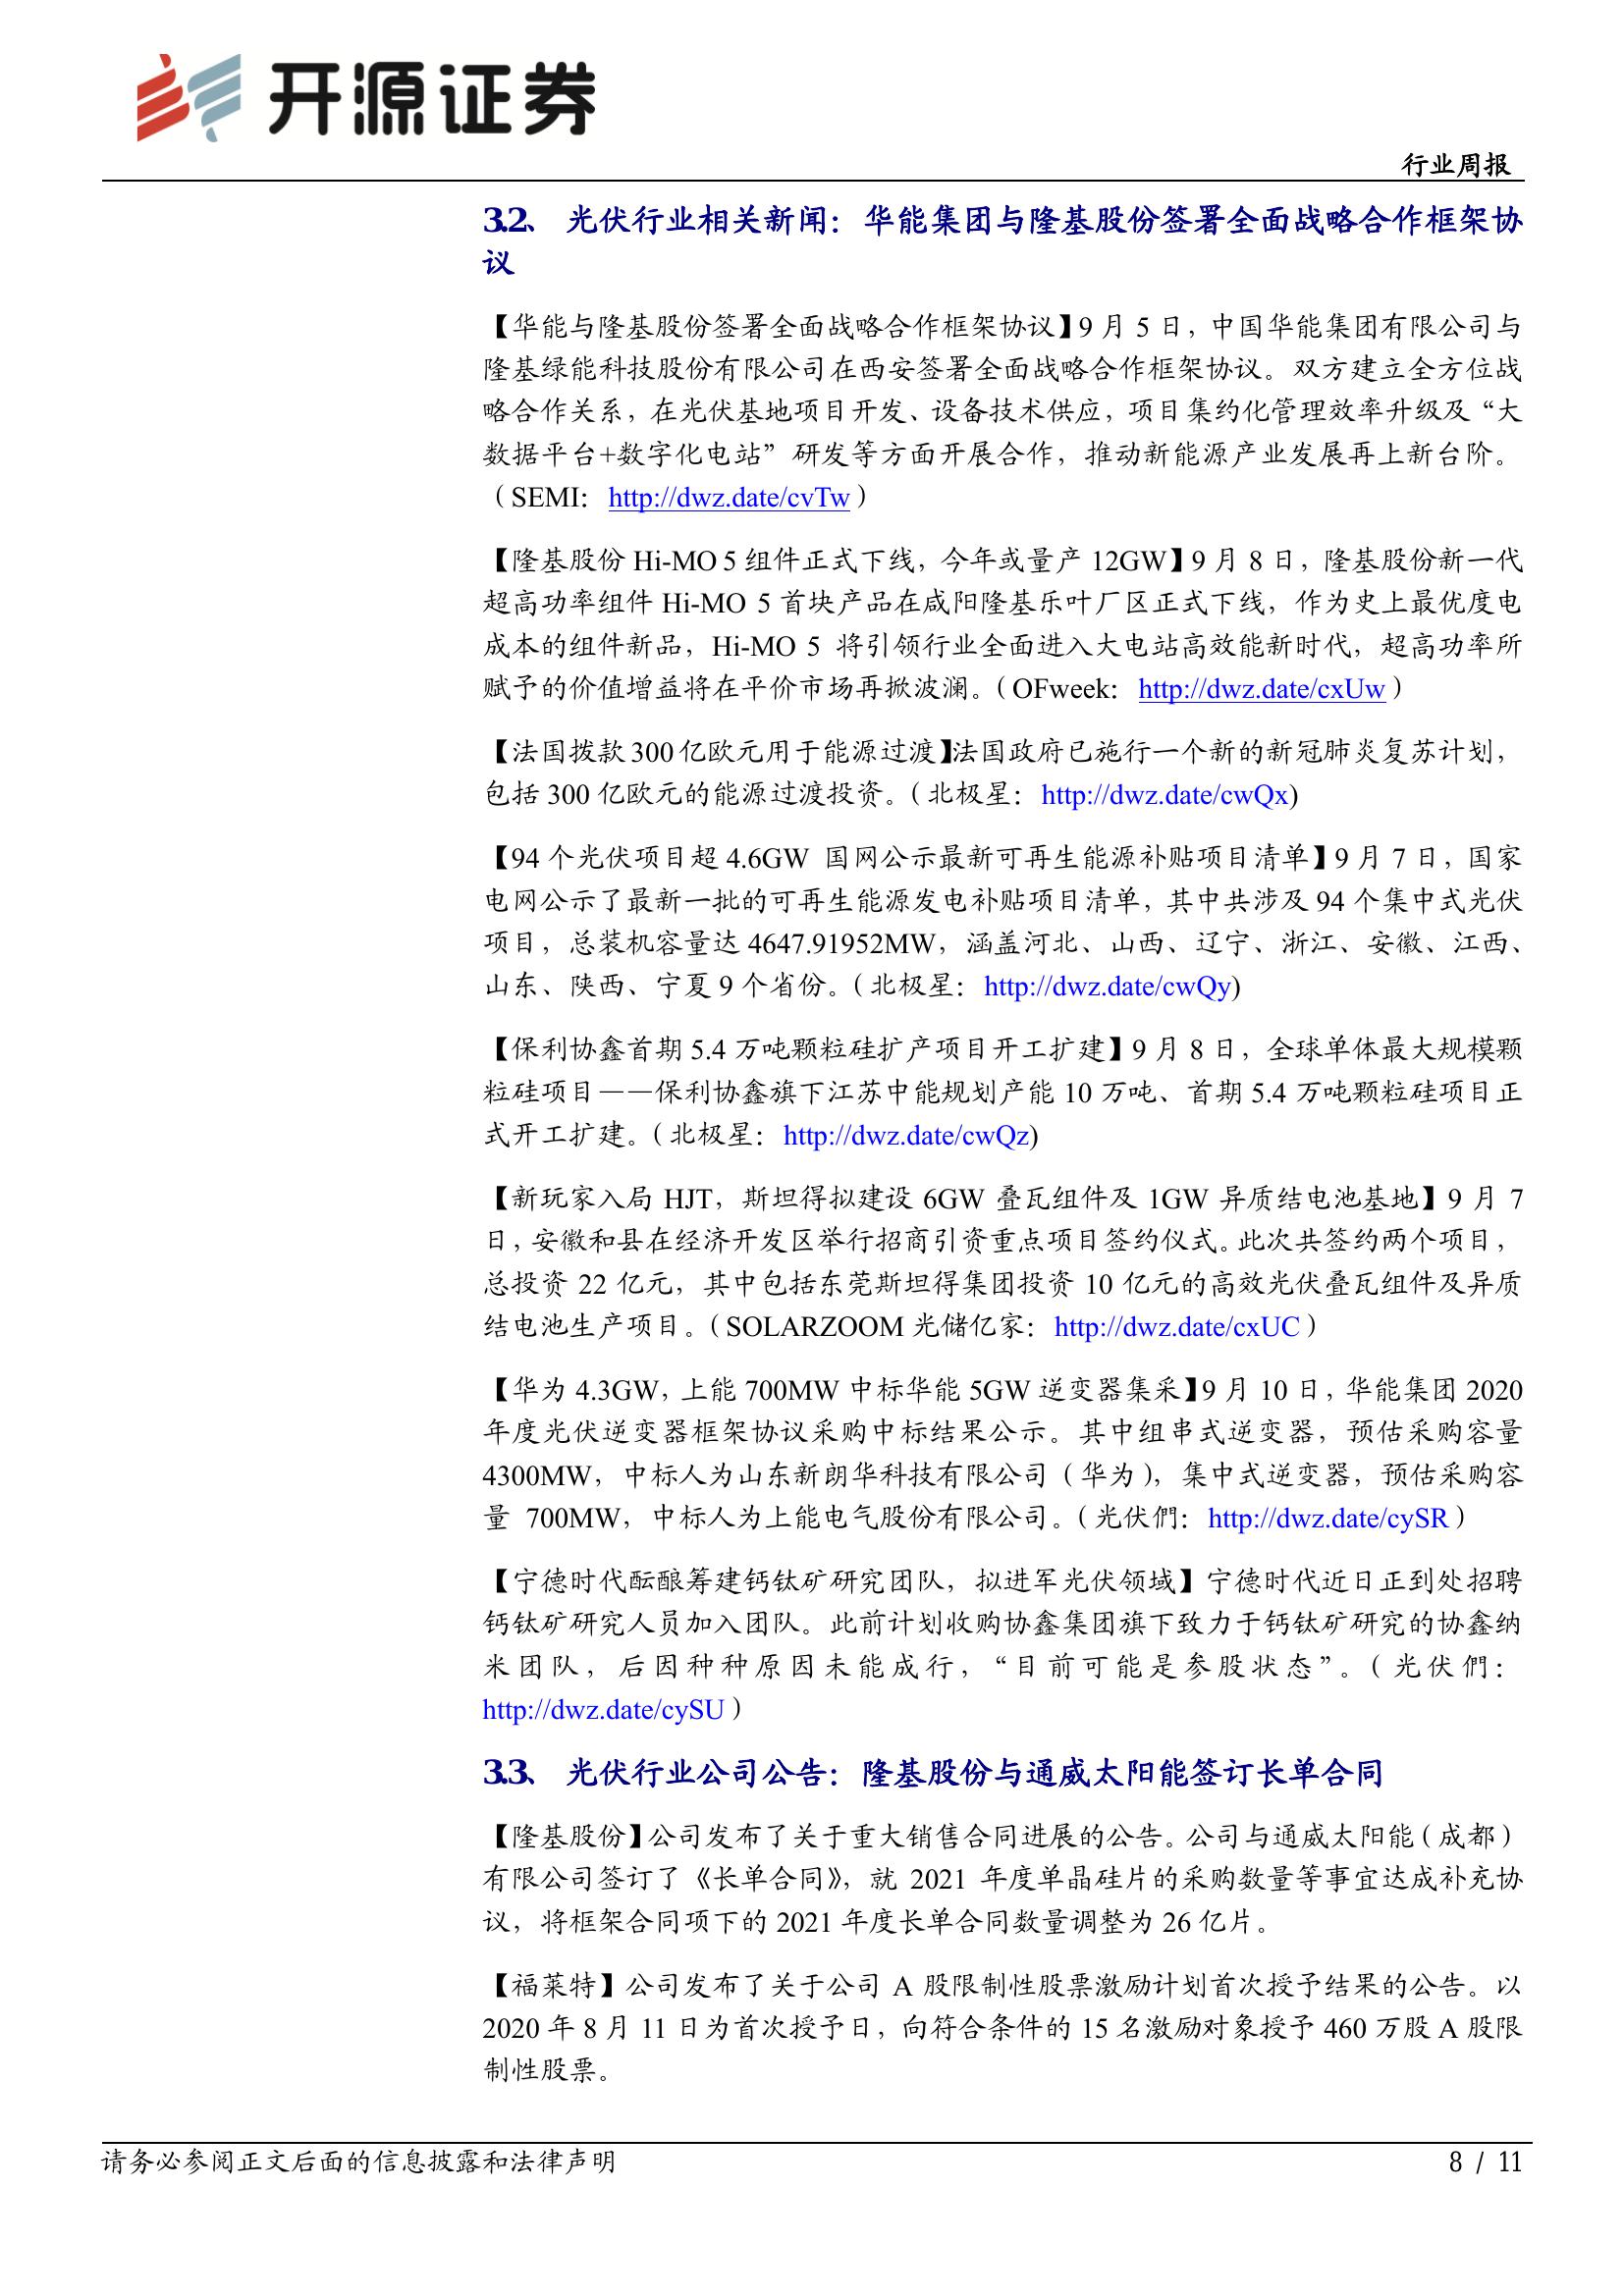 开源证券
行业周报
3.2、 光伏行业相关新闻：华能集团与隆基股份签署全面战略合作框架协
议
【华能与隆基股份签署全面战略合作框架协议】9 月 5 日，中国华能集团有限公司与
隆基绿能科技股份有限公司在西安签署全面战略合作框架协议。双方建立全方位战
略合作关系，在光伏基地项目开发、设备技术供应，项目集约化管理效率升级及“大
数据平台+数字化电站”研发等方面开展合作，推动新能源产业发展再上新台阶。
（SEMI：http://dwz.date/cvTw）
【隆基股份 Hi-MO 5 组件正式下线，今年或量产 12GW】9 月 8 日，隆基股份新一代
超高功率组件 Hi-MO 5 首块产品在咸阳隆基乐叶厂区正式下线，作为史上最优度电
成本的组件新品，Hi-MO 5 将引领行业全面进入大电站高效能新时代，超高功率所
赋予的价值增益将在平价市场再掀波澜。（OFweek：http://dwz.date/cxUw）
【法国拨款 300 亿欧元用于能源过渡】法国政府已施行一个新的新冠肺炎复苏计划，
包括 300 亿欧元的能源过渡投资。（北极星：http://dwz.date/cwQx)
【94 个光伏项目超 4.6GW 国网公示最新可再生能源补贴项目清单】9 月 7 日，国家
电网公示了最新一批的可再生能源发电补贴项目清单，其中共涉及 94 个集中式光伏
项目，总装机容量达 4647.91952MW，涵盖河北、山西、辽宁、浙江、安徽、江西、
山东、陕西、宁夏 9 个省份。（北极星：http://dwz.date/cwQy)
【保利协鑫首期 5.4 万吨颗粒硅扩产项目开工扩建】9 月 8 日，全球单体最大规模颗
粒硅项目——保利协鑫旗下江苏中能规划产能 10 万吨、首期 5.4 万吨颗粒硅项目正
式开工扩建。（北极星：http://dwz.date/cwQz)
【新玩家入局 HJT，斯坦得拟建设 6GW 叠瓦组件及 1GW 异质结电池基地】9 月 7
日，安徽和县在经济开发区举行招商引资重点项目签约仪式。此次共签约两个项目，
总投资 22 亿元，其中包括东莞斯坦得集团投资 10 亿元的高效光伏叠瓦组件及异质
结电池生产项目。（SOLARZOOM 光储亿家：http://dwz.date/cxUC）
【华为 4.3GW，上能 700MW 中标华能 5GW 逆变器集采】9 月 10 日，华能集团 2020
年度光伏逆变器框架协议采购中标结果公示。其中组串式逆变器，预估采购容量
4300MW，中标人为山东新朗华科技有限公司（华为），集中式逆变器，预估采购容
量 700MW，中标人为上能电气股份有限公司。（光伏們：http://dwz.date/cySR）
【宁德时代酝酿筹建钙钛矿研究团队，拟进军光伏领域】宁德时代近日正到处招聘
钙钛矿研究人员加入团队。此前计划收购协鑫集团旗下致力于钙钛矿研究的协鑫纳
米团队，后因种种原因未能成行，“目前可能是参股状态”。（光伏們：
http://dwz.date/cySU）
3.3、 光伏行业公司公告：隆基股份与通威太阳能签订长单合同
【隆基股份】公司发布了关于重大销售合同进展的公告。公司与通威太阳能（成都）
有限公司签订了《长单合同》，就 2021 年度单晶硅片的采购数量等事宜达成补充协
议，将框架合同项下的 2021 年度长单合同数量调整为 26 亿片。
【福莱特】公司发布了关于公司 A 股限制性股票激励计划首次授予结果的公告。以
2020 年 8 月 11 日为首次授予日，向符合条件的 15 名激励对象授予 460 万股 A 股限
制性股票。
请务必参阅正文后面的信息披露和法律声明
8 / 11